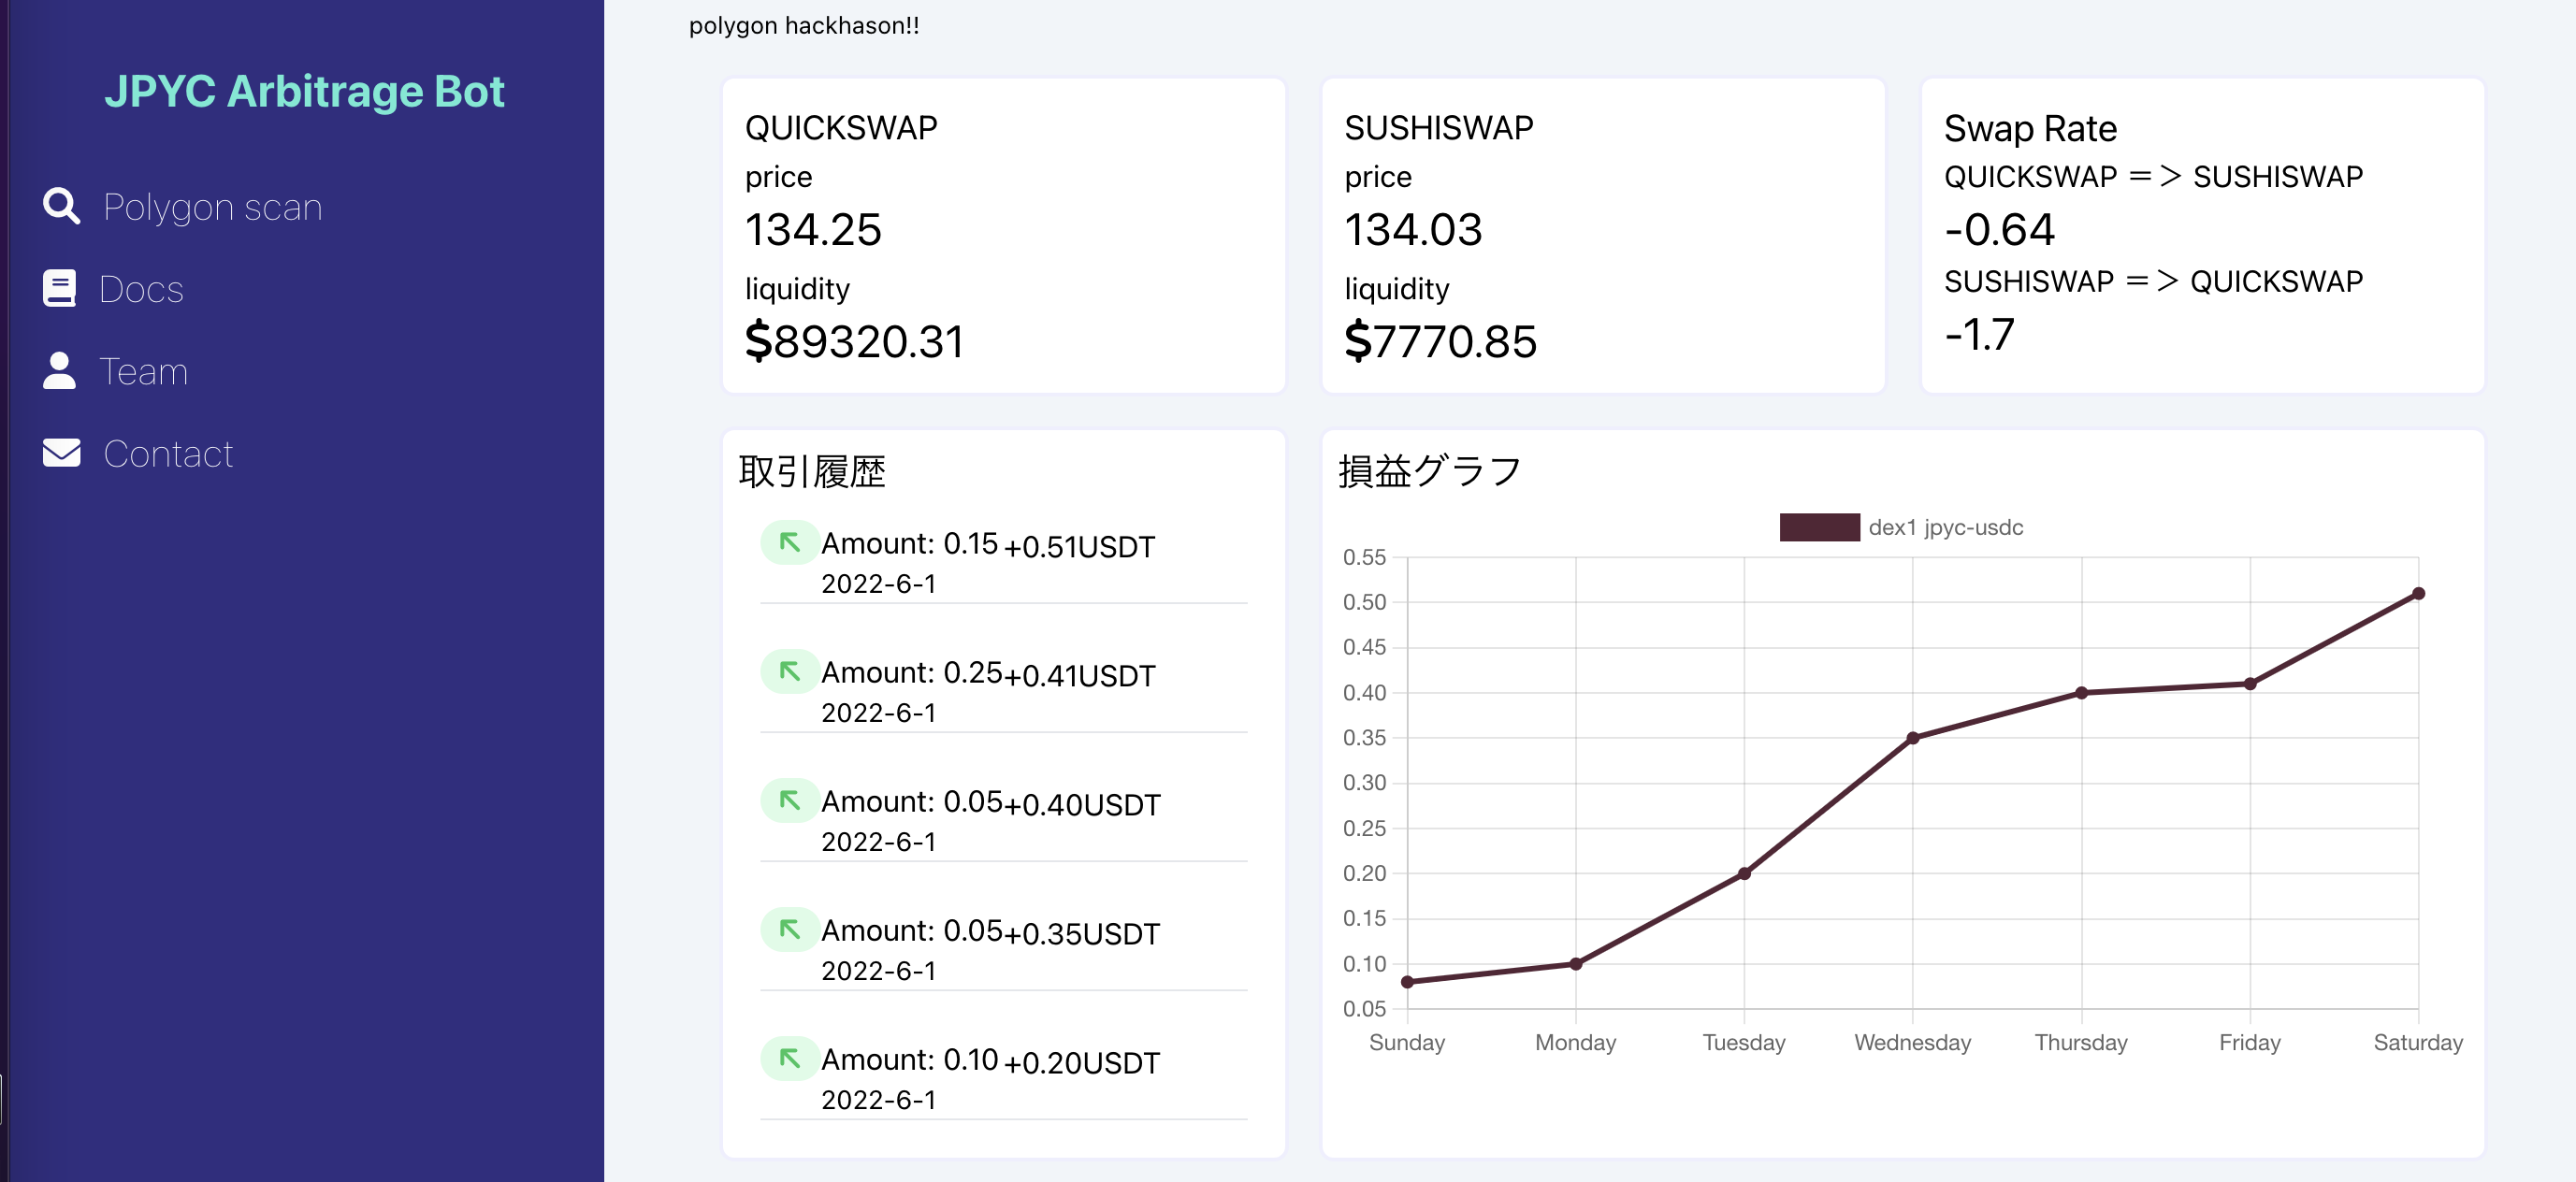 polygon hackhason!!
JPYC Arbitrage Bot
Polygon scan
Docs
Team
Contact
QUICKSWAP
price
134.25
liquidity
$89320.31
SUSHISWAP
price
134.03
liquidity
$7770.85
Swap Rate
QUICKSWAP ＝＞ SUSHISWAP
-0.64
SUSHISWAP ＝＞ QUICKSWAP
-1.7
取引履歴
Amount: 0.15 +0.51USDT
2022-6-1
Amount: 0.25+0.41USDT
2022-6-1
Amount: 0.05+0.40USDT
2022-6-1
Amount: 0.05+0.35USDT
2022-6-1
Amount: 0.10 +0.20USDT
2022-6-1
損益グラフ
dex1 jpyc-usdc
0.55
0.50
0.45
0.40
0.35
0.30
0.25
0.20
0.15
0.10
0.05
Sunday Monday Tuesday Wednesday Thursday Friday Saturday